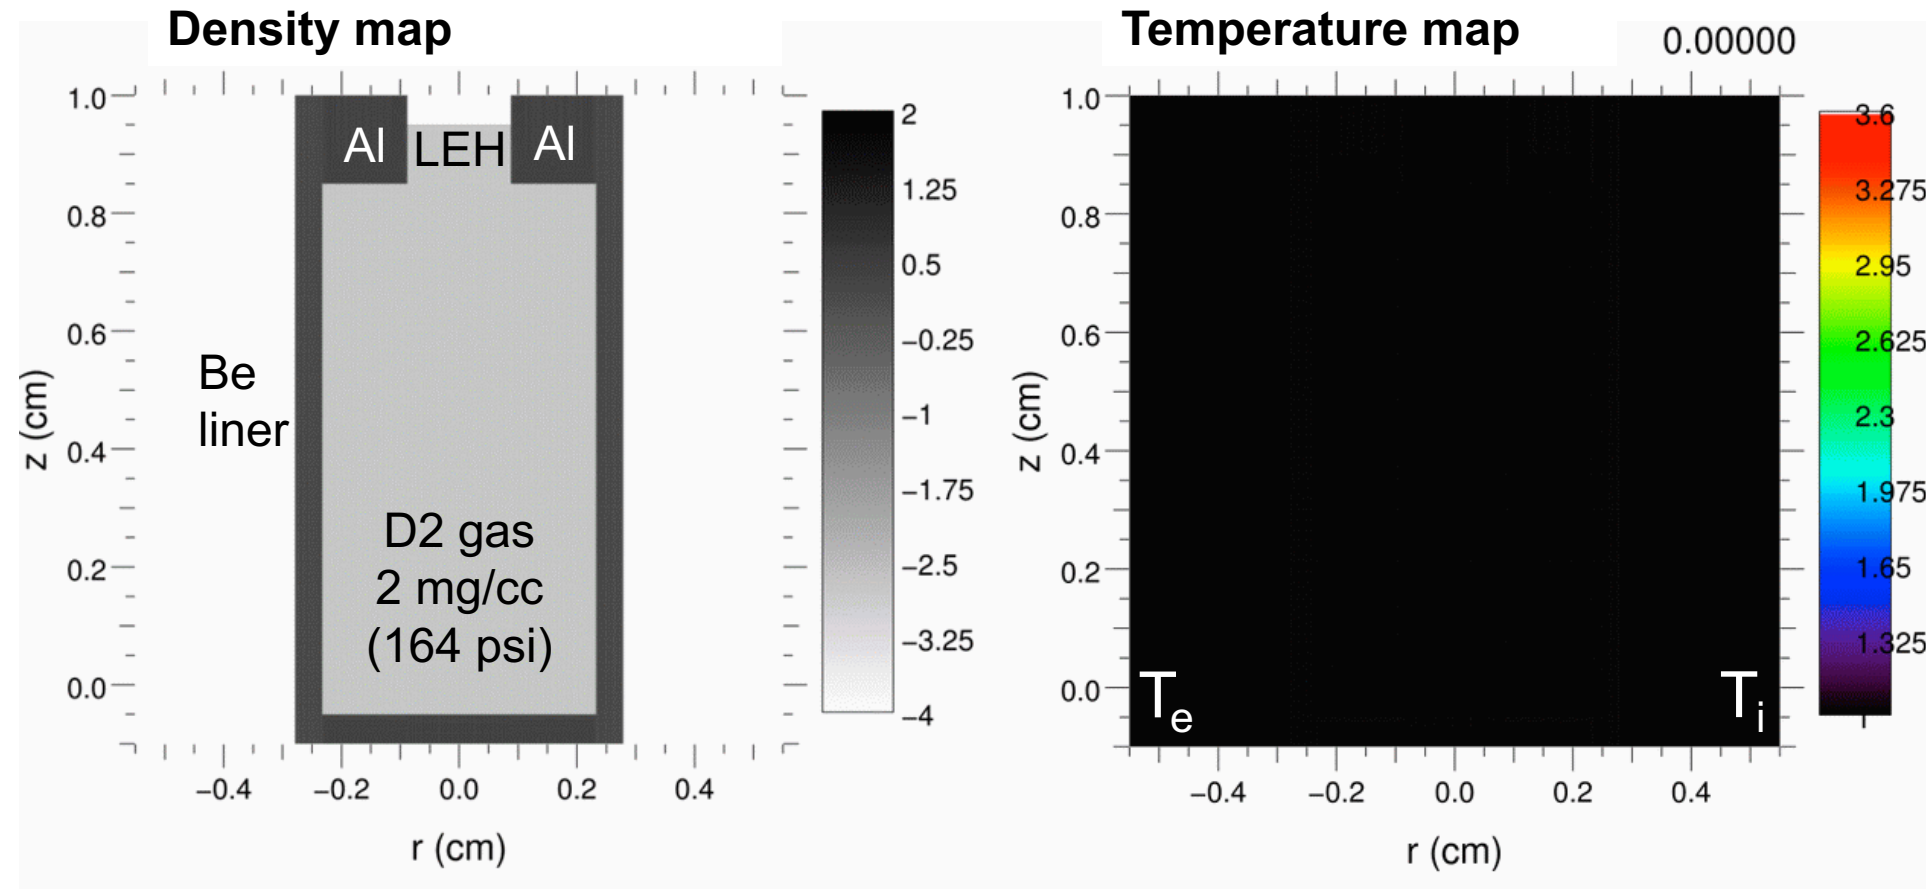 Density map
1.0
0.8
0.6
0.4
0.2
0.0
z (cm)
Al
LEH
Al
Be
liner
D2 gas
2 mg/cc
(164 psi)
−0.4
−0.2
0.0
0.2
0.4
r (cm)
2
1.25
0.5
−0.25
−1
−1.75
−2.5
−3.25
−4
Temperature map
0.00000
1.0
0.8
0.6
0.4
0.2
0.0
z (cm)
Te
Ti
−0.4
−0.2
0.0
0.2
0.4
r (cm)
3.6
3.275
2.95
2.625
2.3
1.975
1.65
1.325